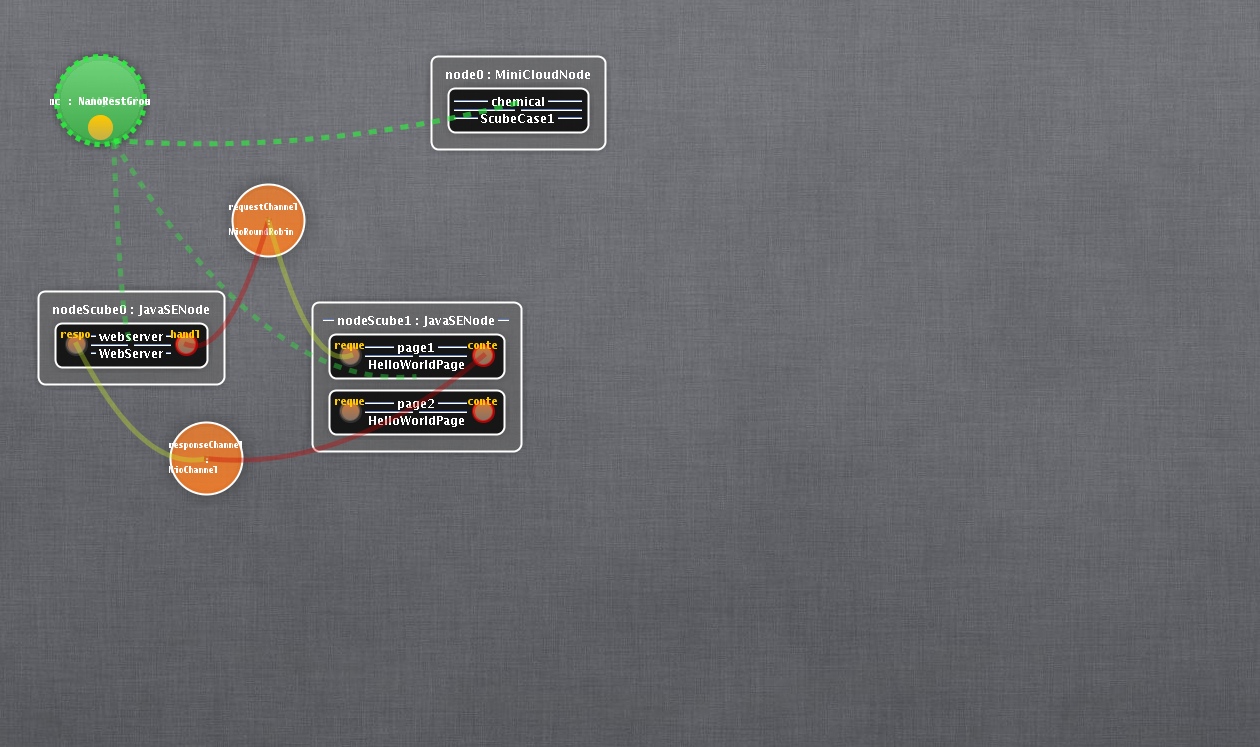 node0 : MiniCloudNode
chemical
ScubeCase1
: NanoRestGrou
requestChannel
:
NioRoundRobin
nodeScube0 : JavaSENode
respo
webserver
handl
WebServer
nodeScube1 : JavaSENode
reque
page1
conte
HelloWorldPage
reque
page2
conte
HelloWorldPage
responseChannel
:
NioChannel